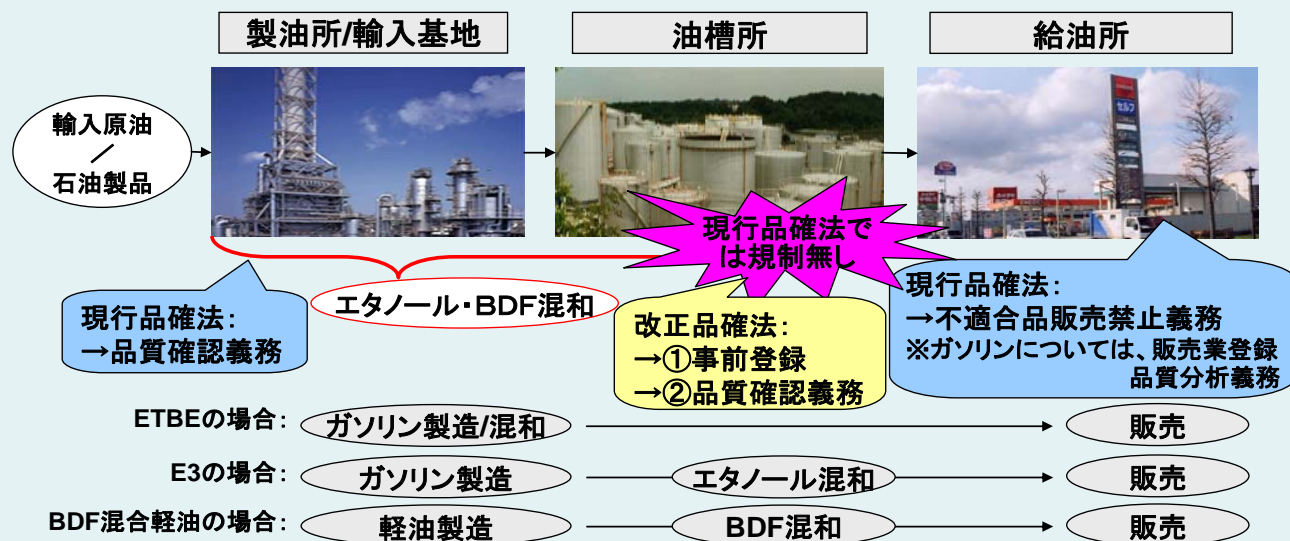 製油所/輸入基地
油槽所
給油所
輸入原油
／
石油製品
セルフ
現行品確法で
は規制無し
エタノール・BDF混和
現行品確法：
→品質確認義務
改正品確法：
→①事前登録
→②品質確認義務
現行品確法：
→不適合品販売禁止義務
※ガソリンについては、販売業登録
品質分析義務
ETBEの場合：
ガソリン製造/混和
販売
E3の場合：
ガソリン製造
エタノール混和
販売
BDF混合軽油の場合：
軽油製造
BDF混和
販売